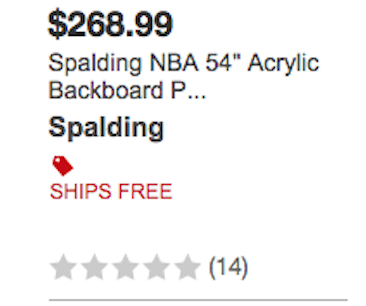 $268.99
Spalding NBA 54" Acrylic
Backboard P...
Spalding
SHIPS FREE
(14)